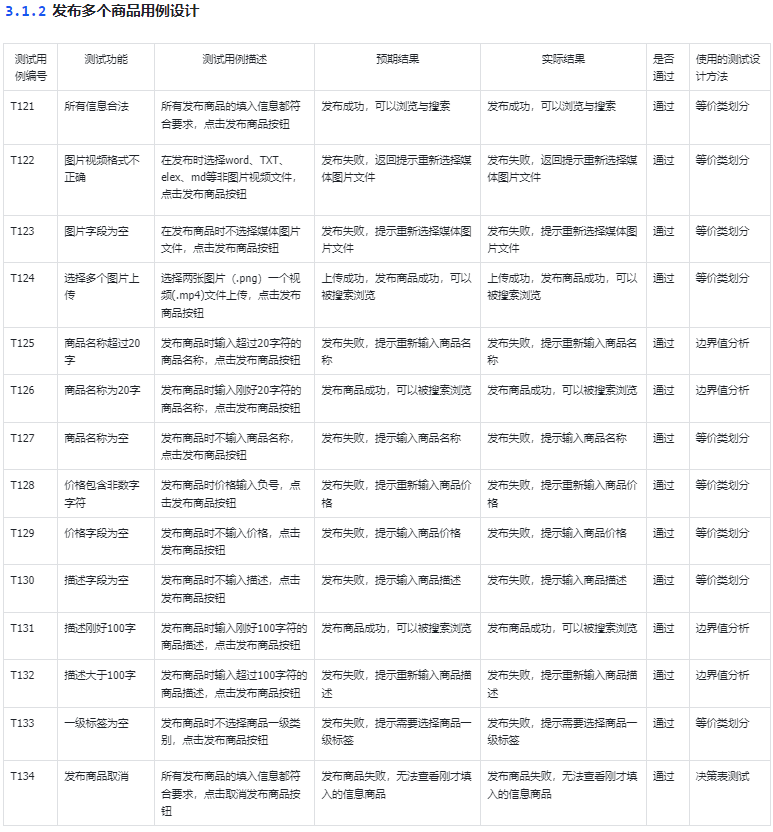 3.1.2 发布多个商品用例设计
测试用例编号 测试功能 测试用例描述 预期结果 实际结果 是否通过 使用的测试设计方法
T121 所有信息合法 所有发布商品的填入信息都符合要求，点击发布商品按钮 发布成功，可以浏览与搜索 发布成功，可以浏览与搜索 通过 等价类划分
T122 图片视频格式不正确 在发布时选择word、TXT、elex、md等非图片视频文件，点击发布商品按钮 发布失败，返回提示重新选择媒体图片文件 发布失败，返回提示重新选择媒体图片文件 通过 等价类划分
T123 图片字段为空 在发布商品时不选择媒体图片文件，点击发布商品按钮 发布失败，提示重新选择媒体图片文件 发布失败，提示重新选择媒体图片文件 通过 等价类划分
T124 选择多个图片上传 选择两张图片（.png）一个视频(.mp4)文件上传，点击发布商品按钮 上传成功，发布商品成功，可以被搜索浏览 上传成功，发布商品成功，可以被搜索浏览 通过 等价类划分
T125 商品名称超过20字 发布商品时输入超过20字符的商品名称，点击发布商品按钮 发布失败，提示重新输入商品名称 发布失败，提示重新输入商品名称 通过 边界值分析
T126 商品名称为20字 发布商品时输入刚好20字符的商品名称，点击发布商品按钮 发布商品成功，可以被搜索浏览 发布商品成功，可以被搜索浏览 通过 边界值分析
T127 商品名称为空 发布商品时不输入商品名称，点击发布商品按钮 发布失败，提示输入商品名称 发布失败，提示输入商品名称 通过 等价类划分
T128 价格包含非数字字符 发布商品时价格输入负号，点击发布商品按钮 发布失败，提示重新输入商品价格 发布失败，提示重新输入商品价格 通过 等价类划分
T129 价格字段为空 发布商品时不输入价格，点击发布商品按钮 发布失败，提示输入商品价格 发布失败，提示输入商品价格 通过 等价类划分
T130 描述字段为空 发布商品时不输入描述，点击发布商品按钮 发布失败，提示输入商品描述 发布失败，提示输入商品描述 通过 等价类划分
T131 描述刚好100字 发布商品时输入刚好100字符的商品描述，点击发布商品按钮 发布商品成功，可以被搜索浏览 发布商品成功，可以被搜索浏览 通过 边界值分析
T132 描述大于100字 发布商品时输入超过100字符的商品描述，点击发布商品按钮 发布失败，提示重新输入商品描述 发布失败，提示重新输入商品描述 通过 边界值分析
T133 一级标签为空 发布商品时不选择商品一级类别，点击发布商品按钮 发布失败，提示需要选择商品一级标签 发布失败，提示需要选择商品一级标签 通过 等价类划分
T134 发布商品取消 所有发布商品的填入信息都符合要求，点击取消发布商品按钮 发布商品失败，无法查看刚才填入的信息商品 发布商品失败，无法查看刚才填入的信息商品 通过 决策表测试